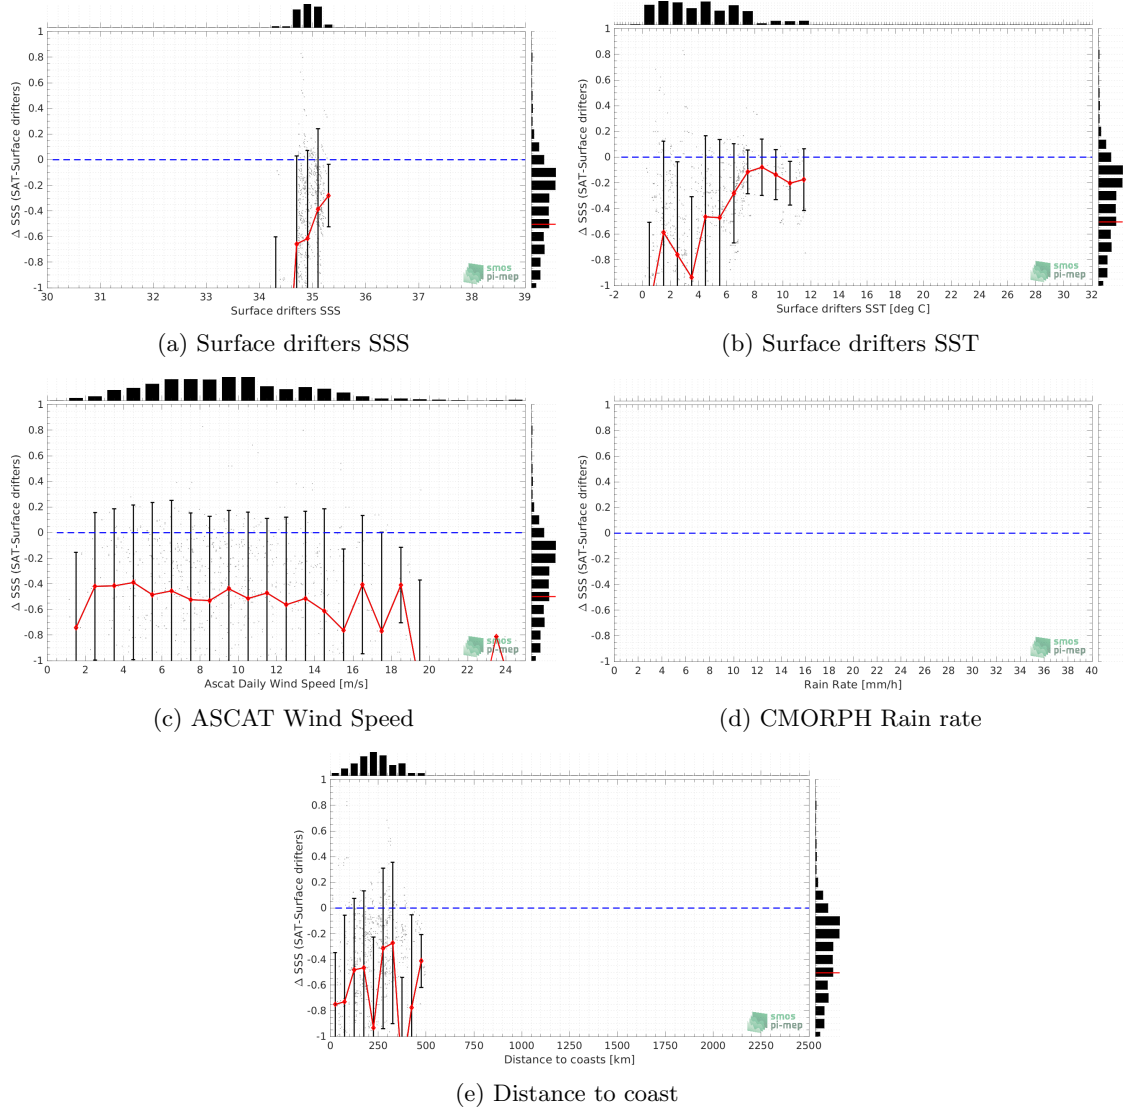 1
0.8
0.6
0.4
0.2
0
-0.2
-0.4
-0.6
-0.8
-1
Δ SSS (SAT-Surface drifters)
smos
pi-mep
30 31 32 33 34 35 36 37 38 39
Surface drifters SSS
(a) Surface drifters SSS
1
0.8
0.6
0.4
0.2
0
-0.2
-0.4
-0.6
-0.8
-1
Δ SSS (SAT-Surface drifters)
smos
pi-mep
-2 0 2 4 6 8 10 12 14 16 18 20 22 24 26 28 30 32
Surface drifters SST [deg C]
(b) Surface drifters SST
1
0.8
0.6
0.4
0.2
0
-0.2
-0.4
-0.6
-0.8
-1
Δ SSS (SAT-Surface drifters)
smos
pi-mep
0 2 4 6 8 10 12 14 16 18 20 22 24
Ascat Daily Wind Speed [m/s]
(c) ASCAT Wind Speed
1
0.8
0.6
0.4
0.2
0
-0.2
-0.4
-0.6
-0.8
-1
Δ SSS (SAT-Surface drifters)
smos
pi-mep
0 2 4 6 8 10 12 14 16 18 20 22 24 26 28 30 32 34 36 38 40
Rain Rate [mm/h]
(d) CMORPH Rain rate
1
0.8
0.6
0.4
0.2
0
-0.2
-0.4
-0.6
-0.8
-1
Δ SSS (SAT-Surface drifters)
smos
pi-mep
0 250 500 750 1000 1250 1500 1750 2000 2250 2500
Distance to coasts [km]
(e) Distance to coast